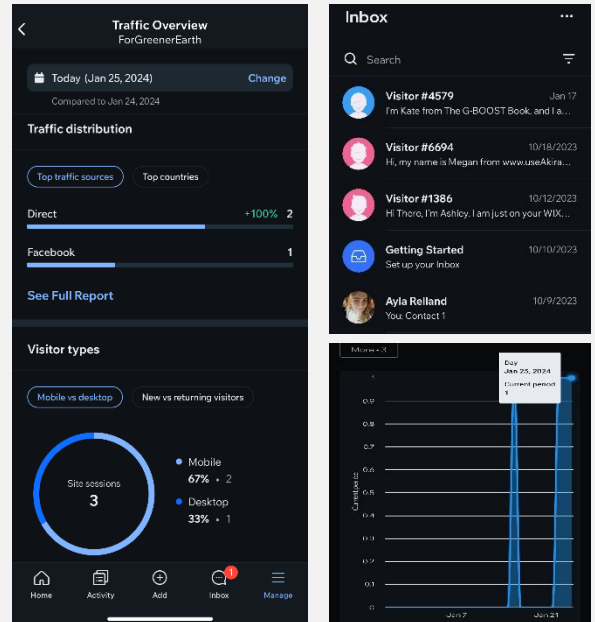 Traffic Overview
ForGreenerEarth
Today (Jan 25, 2024) Change
Compared to Jan 24, 2024
Traffic distribution
Top traffic sources Top countries
Direct +100% 2
Facebook 1
See Full Report
Visitor types
Mobile vs desktop New vs returning visitors
Site sessions
3
Mobile
67% • 2
Desktop
33% • 1
1
Home Activity Add Inbox Manage
Inbox
Search
Visitor #4579 Jan 17
I'm Kate from The G-BOOST Book, and I a...
Visitor #6694 10/18/2023
Hi, my name is Megan from www.useAkira...
Visitor #1386 10/12/2023
Hi There, I'm Ashley. I am just on your WIX,...
Getting Started 10/10/2023
Set up your Inbox
Ayla Relland 10/9/2023
You: Contact 1
More • 3
Day
Jan 25, 2024
Current period
1
1
0.9
0.8
0.7
0.6
0.5
0.4
0.3
0.2
0.1
0
Current period
Jan 7 Jan 21